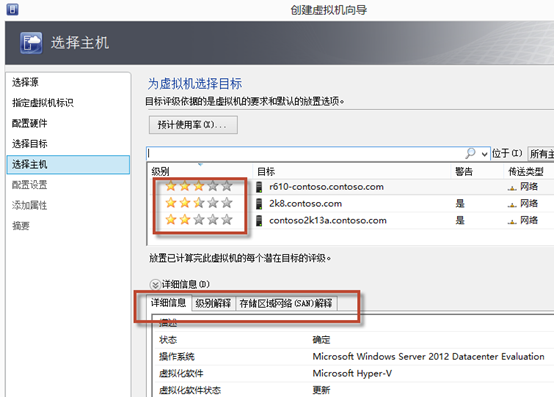 创建虚拟机向导
选择主机
选择源
指定虚拟机标识
配置硬件
选择目标
选择主机
配置设置
添加属性
摘要
为虚拟机选择目标
目标评级依据的是虚拟机的要求和默认的放置选项。
预计使用率(X)...
位于(I) 所有主
级别 目标 警告 传送类型
r610-contoso.contoso.com 网络
2k8.contoso.com 是 网络
contoso2k13a.contoso.com 是 网络
放置已计算完此虚拟机的每个潜在目标的评级。
详细信息(D)
详细信息 级别解释 存储区域网络(SAN)解释
描述
状态 确定
操作系统 Microsoft Windows Server 2012 Datacenter Evaluation
虚拟化软件 Microsoft Hyper-V
虚拟化软件状态 更新